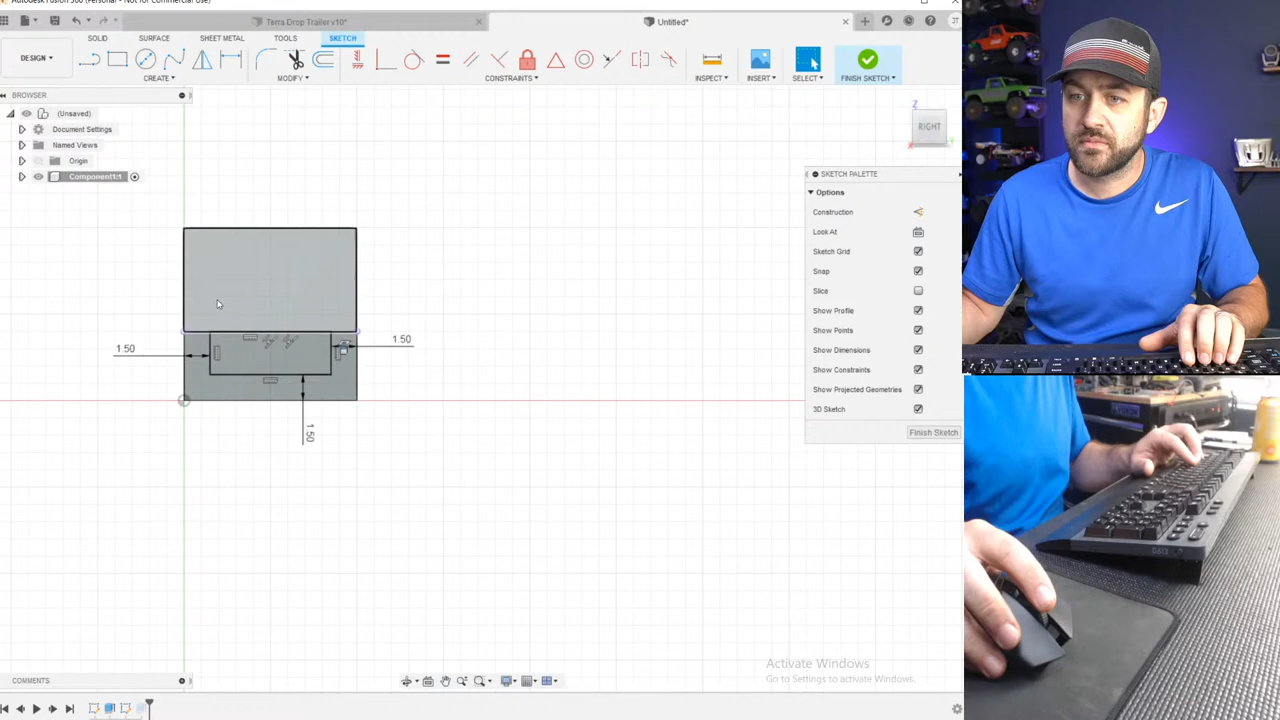 Autodesk Fusion 360 (Personal - Not for Commercial Use)
Terra Drop Trailer v10*
Untitled*
JT
SOLID SURFACE SHEET METAL TOOLS SKETCH
DESIGN
CREATE MODIFY CONSTRAINTS INSPECT INSERT SELECT FINISH SKETCH
BROWSER
(Unsaved)
Document Settings
Named Views
Origin
Component1:1
Z
RIGHT
SKETCH PALETTE
Options
Construction
Look At
Sketch Grid
Snap
Slice
Show Profile
Show Points
Show Dimensions
Show Constraints
Show Projected Geometries
3D Sketch
Finish Sketch
1.50
1.50
1.50
Activate Windows
Go to Settings to activate Windows.
COMMENTS